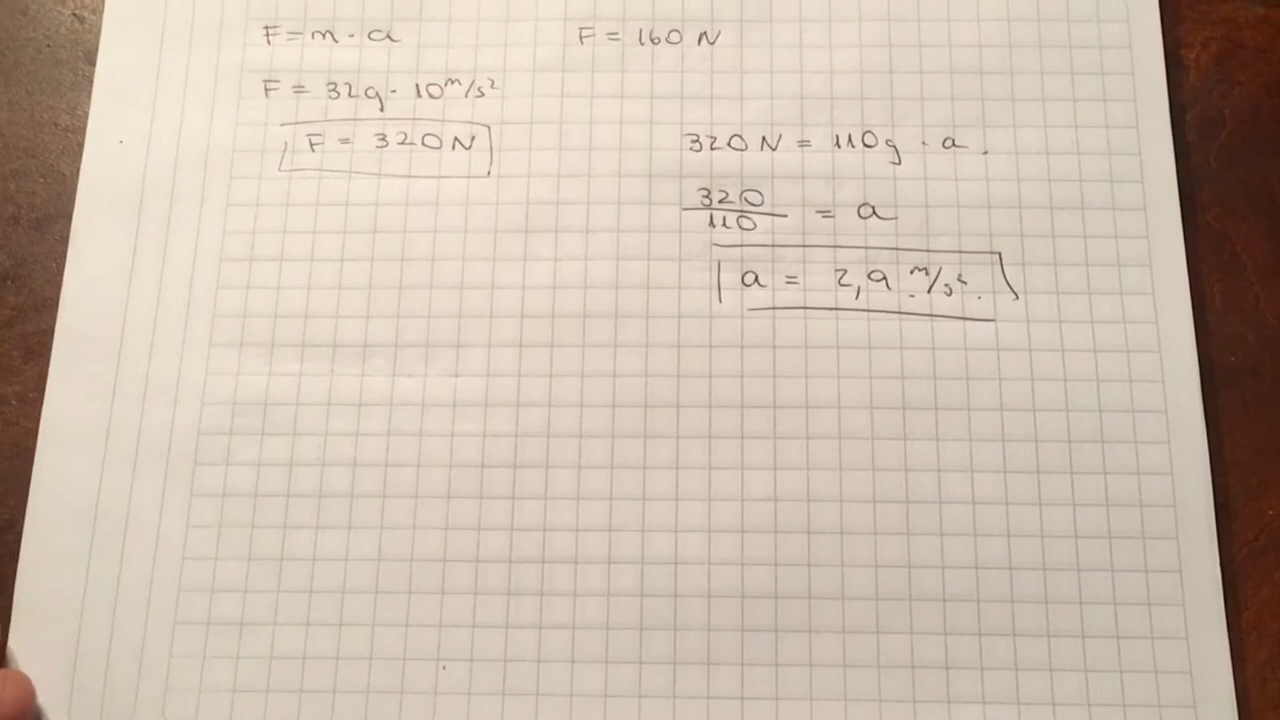 F = m · a
F = 160 N
F = 32g · 10 m/s²
F = 320 N
320 N = 110g · a.
320
110 = a
a = 2,9 m/s².